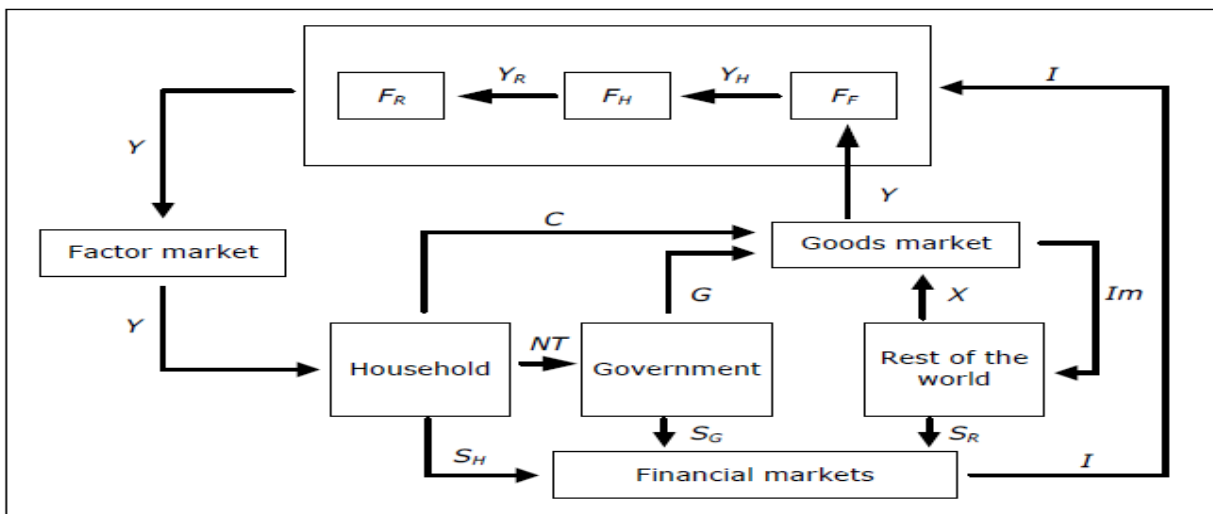 Y_R Y_H I
F_R F_H F_F
Y
Y
C
Factor market
Goods market
G X Im
Y
NT
Household
Government
Rest of the
world
S_H S_G S_R
Financial markets
I